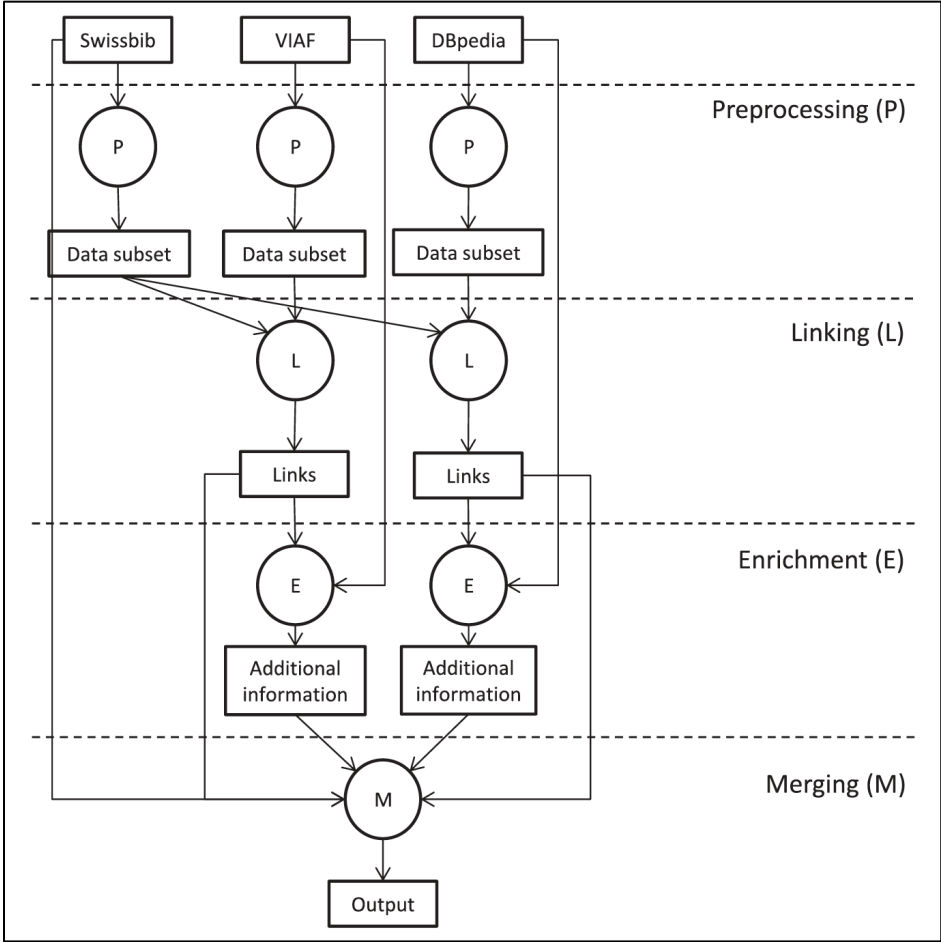 Swissbib
VIAF
DBpedia
Preprocessing (P)
P
P
P
Data subset
Data subset
Data subset
Linking (L)
L
L
Links
Links
Enrichment (E)
E
E
Additional
information
Additional
information
Merging (M)
M
Output